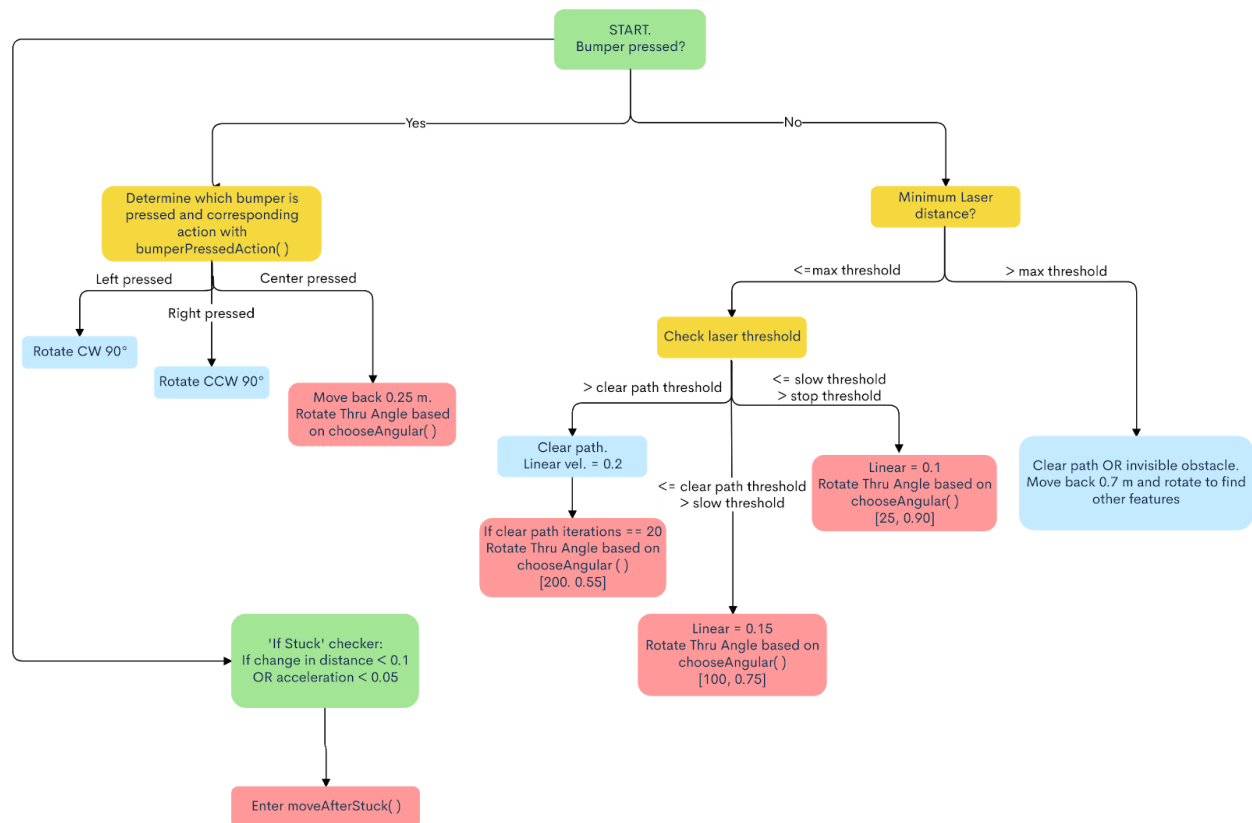 START.
Bumper pressed?
Yes
No
Determine which bumper is
pressed and corresponding
action with
bumperPressedAction( )
Minimum Laser
distance?
Left pressed
Center pressed
Right pressed
<=max threshold
> max threshold
Rotate CW 90°
Rotate CCW 90°
Move back 0.25 m.
Rotate Thru Angle based
on chooseAngular( )
Check laser threshold
> clear path threshold
<= slow threshold
> stop threshold
Clear path.
Linear vel. = 0.2
<= clear path threshold
> slow threshold
Linear = 0.1
Rotate Thru Angle based on
chooseAngular( )
[25, 0.90]
Clear path OR invisible obstacle.
Move back 0.7 m and rotate to find
other features
If clear path iterations == 20
Rotate Thru Angle based on
chooseAngular ( )
[200. 0.55]
Linear = 0.15
Rotate Thru Angle based on
chooseAngular( )
[100, 0.75]
'If Stuck' checker:
If change in distance < 0.1
OR acceleration < 0.05
Enter moveAfterStuck( )